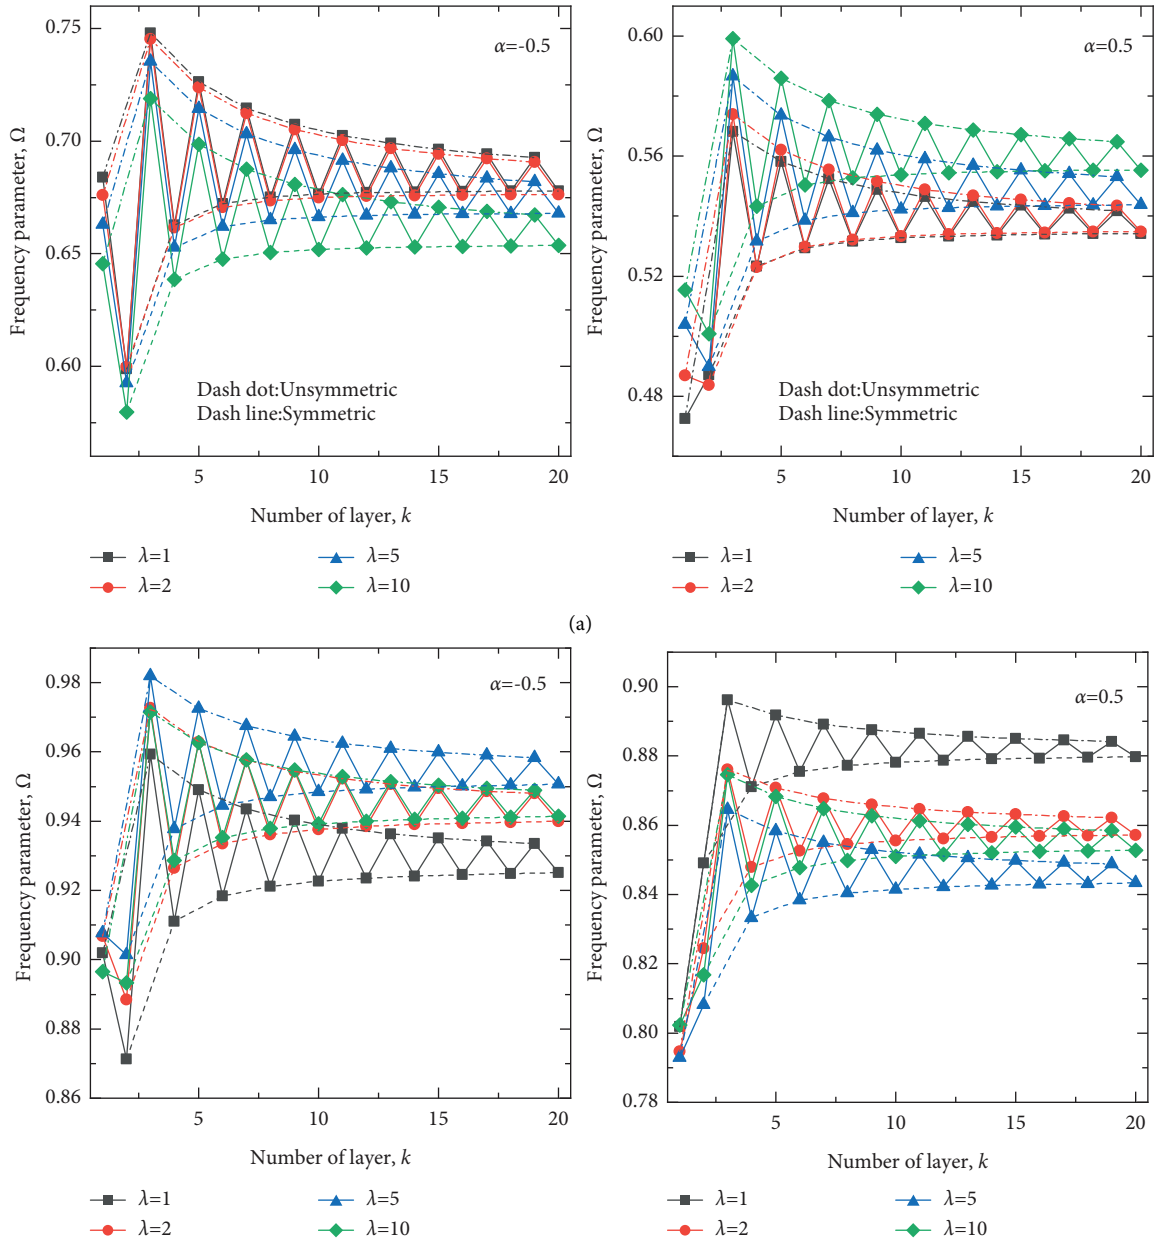 0.75
0.70
0.65
0.60
Frequency parameter, Ω
α=-0.5
Dash dot:Unsymmetric
Dash line:Symmetric
5
10
15
20
Number of layer, k
λ=1
λ=2
λ=5
λ=10
0.60
0.56
0.52
0.48
Frequency parameter, Ω
α=0.5
Dash dot:Unsymmetric
Dash line:Symmetric
5
10
15
20
Number of layer, k
λ=1
λ=2
λ=5
λ=10
(a)
0.98
0.96
0.94
0.92
0.90
0.88
0.86
Frequency parameter, Ω
α=-0.5
5
10
15
20
Number of layer, k
λ=1
λ=2
λ=5
λ=10
0.90
0.88
0.86
0.84
0.82
0.80
0.78
Frequency parameter, Ω
α=0.5
5
10
15
20
Number of layer, k
λ=1
λ=2
λ=5
λ=10